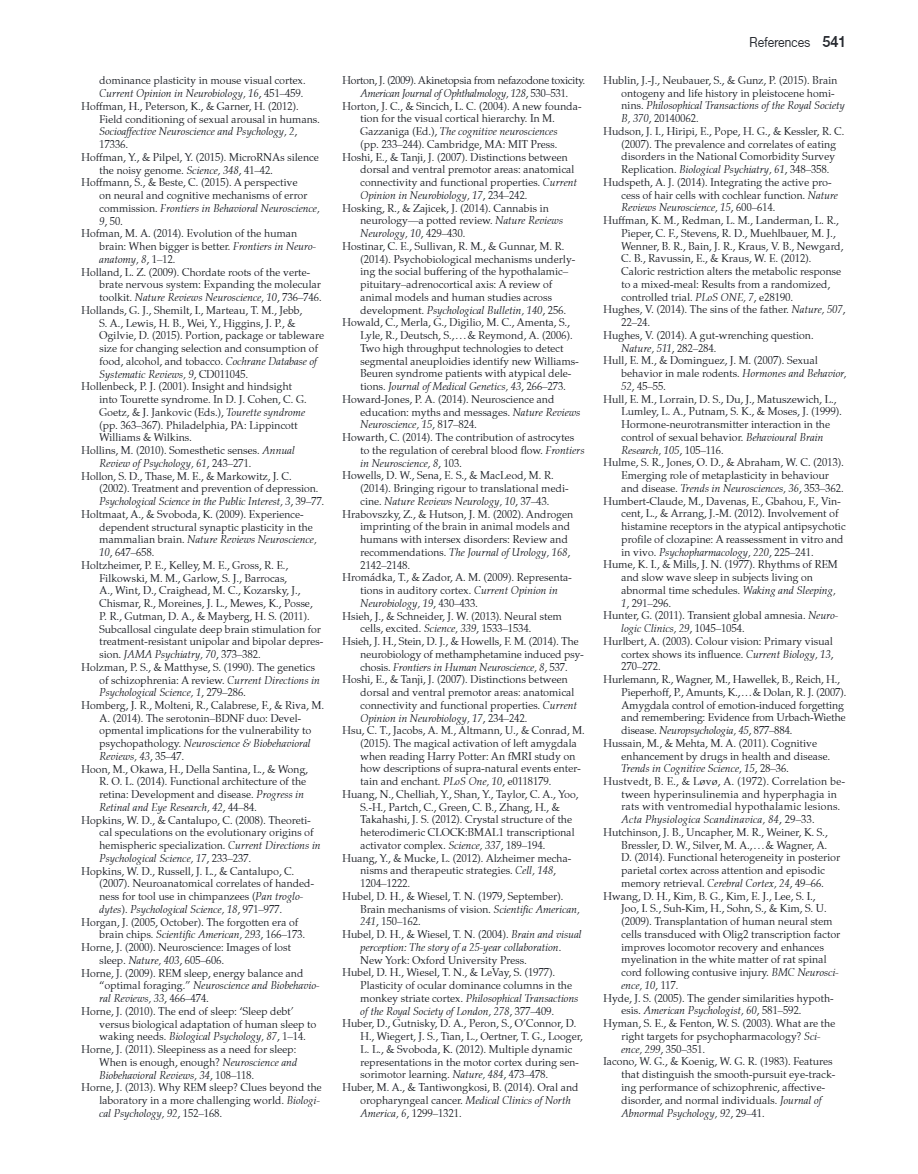 References 541
dominance plasticity in mouse visual cortex.
Current Opinion in Neurobiology, 16, 451–459.
Hoffman, H., Peterson, K., & Garner, H. (2012).
Field conditioning of sexual arousal in humans.
Socioaffective Neuroscience and Psychology, 2,
17336.
Hoffman, Y., & Pilpel, Y. (2015). MicroRNAs silence
the noisy genome. Science, 348, 41–42.
Hoffmann, S., & Beste, C. (2015). A perspective
on neural and cognitive mechanisms of error
commission. Frontiers in Behavioral Neuroscience,
9, 50.
Hofman, M. A. (2014). Evolution of the human
brain: When bigger is better. Frontiers in Neuro-
anatomy, 8, 1–12.
Holland, L. Z. (2009). Chordate roots of the verte-
brate nervous system: Expanding the molecular
toolkit. Nature Reviews Neuroscience, 10, 736–746.
Hollands, G. J., Shemilt, I., Marteau, T. M., Jebb,
S. A., Lewis, H. B., Wei, Y., Higgins, J. P., &
Ogilvie, D. (2015). Portion, package or tableware
size for changing selection and consumption of
food, alcohol, and tobacco. Cochrane Database of
Systematic Reviews, 9, CD011045.
Hollenbeck, P. J. (2001). Insight and hindsight
into Tourette syndrome. In D. J. Cohen, C. G.
Goetz, & J. Jankovic (Eds.), Tourette syndrome
(pp. 363–367). Philadelphia, PA: Lippincott
Williams & Wilkins.
Hollins, M. (2010). Somesthetic senses. Annual
Review of Psychology, 61, 243–271.
Hollon, S. D., Thase, M. E., & Markowitz, J. C.
(2002). Treatment and prevention of depression.
Psychological Science in the Public Interest, 3, 39–77.
Holtmaat, A., & Svoboda, K. (2009). Experience-
dependent structural synaptic plasticity in the
mammalian brain. Nature Reviews Neuroscience,
10, 647–658.
Holtzheimer, P. E., Kelley, M. E., Gross, R. E.,
Filkowski, M. M., Garlow, S. J., Barrocas,
A., Wint, D., Craighead, M. C., Kozarsky, J.,
Chismar, R., Moreines, J. L., Mewes, K., Posse,
P. R., Gutman, D. A., & Mayberg, H. S. (2011).
Subcallosal cingulate deep brain stimulation for
treatment-resistant unipolar and bipolar depres-
sion. JAMA Psychiatry, 70, 373–382.
Holzman, P. S., & Matthyse, S. (1990). The genetics
of schizophrenia: A review. Current Directions in
Psychological Science, 1, 279–286.
Homberg, J. R., Molteni, R., Calabrese, F., & Riva, M.
A. (2014). The serotonin–BDNF duo: Devel-
opmental implications for the vulnerability to
psychopathology. Neuroscience & Biobehavioral
Reviews, 43, 35–47.
Hoon, M., Okawa, H., Della Santina, L., & Wong,
R. O. L. (2014). Functional architecture of the
retina: Development and disease. Progress in
Retinal and Eye Research, 42, 44–84.
Hopkins, W. D., & Cantalupo, C. (2008). Theoreti-
cal speculations on the evolutionary origins of
hemispheric specialization. Current Directions in
Psychological Science, 17, 233–237.
Hopkins, W. D., Russell, J. L., & Cantalupo, C.
(2007). Neuroanatomical correlates of handed-
ness for tool use in chimpanzees (Pan troglo-
dytes). Psychological Science, 18, 971–977.
Horgan, J. (2005, October). The forgotten era of
brain chips. Scientific American, 293, 166–173.
Horne, J. (2000). Neuroscience: Images of lost
sleep. Nature, 403, 605–606.
Horne, J. (2009). REM sleep, energy balance and
“optimal foraging.” Neuroscience and Biobehavio-
ral Reviews, 33, 466–474.
Horne, J. (2010). The end of sleep: ‘Sleep debt’
versus biological adaptation of human sleep to
waking needs. Biological Psychology, 87, 1–14.
Horne, J. (2011). Sleepiness as a need for sleep:
When is enough, enough? Neuroscience and
Biobehavioral Reviews, 34, 108–118.
Horne, J. (2013). Why REM sleep? Clues beyond the
laboratory in a more challenging world. Biologi-
cal Psychology, 92, 152–168.
Horton, J. (2009). Akinetopsia from nefazodone toxicity.
American Journal of Ophthalmology, 128, 530–531.
Horton, J. C., & Sincich, L. C. (2004). A new founda-
tion for the visual cortical hierarchy. In M.
Gazzaniga (Ed.), The cognitive neurosciences
(pp. 233–244). Cambridge, MA: MIT Press.
Hoshi, E., & Tanji, J. (2007). Distinctions between
dorsal and ventral premotor areas: anatomical
connectivity and functional properties. Current
Opinion in Neurobiology, 17, 234–242.
Hosking, R., & Zajicek, J. (2014). Cannabis in
neurology—a potted review. Nature Reviews
Neurology, 10, 429–430.
Hostinar, C. E., Sullivan, R. M., & Gunnar, M. R.
(2014). Psychobiological mechanisms underly-
ing the social buffering of the hypothalamic–
pituitary–adrenocortical axis: A review of
animal models and human studies across
development. Psychological Bulletin, 140, 256.
Howald, C., Merla, G., Digilio, M. C., Amenta, S.,
Lyle, R., Deutsch, S.,… & Reymond, A. (2006).
Two high throughput technologies to detect
segmental aneuploidies identify new Williams-
Beuren syndrome patients with atypical dele-
tions. Journal of Medical Genetics, 43, 266–273.
Howard-Jones, P. A. (2014). Neuroscience and
education: myths and messages. Nature Reviews
Neuroscience, 15, 817–824.
Howarth, C. (2014). The contribution of astrocytes
to the regulation of cerebral blood flow. Frontiers
in Neuroscience, 8, 103.
Howells, D. W., Sena, E. S., & MacLeod, M. R.
(2014). Bringing rigour to translational medi-
cine. Nature Reviews Neurology, 10, 37–43.
Hrabovszky, Z., & Hutson, J. M. (2002). Androgen
imprinting of the brain in animal models and
humans with intersex disorders: Review and
recommendations. The Journal of Urology, 168,
2142–2148.
Hromádka, T., & Zador, A. M. (2009). Representa-
tions in auditory cortex. Current Opinion in
Neurobiology, 19, 430–433.
Hsieh, J., & Schneider, J. W. (2013). Neural stem
cells, excited. Science, 339, 1533–1534.
Hsieh, J. H., Stein, D. J., & Howells, F. M. (2014). The
neurobiology of methamphetamine induced psy-
chosis. Frontiers in Human Neuroscience, 8, 537.
Hoshi, E., & Tanji, J. (2007). Distinctions between
dorsal and ventral premotor areas: anatomical
connectivity and functional properties. Current
Opinion in Neurobiology, 17, 234–242.
Hsu, C. T., Jacobs, A. M., Altmann, U., & Conrad, M.
(2015). The magical activation of left amygdala
when reading Harry Potter: An fMRI study on
how descriptions of supra-natural events enter-
tain and enchant. PLoS One, 10, e0118179.
Huang, N., Chelliah, Y., Shan, Y., Taylor, C. A., Yoo,
S.-H., Partch, C., Green, C. B., Zhang, H., &
Takahashi, J. S. (2012). Crystal structure of the
heterodimeric CLOCK:BMAL1 transcriptional
activator complex. Science, 337, 189–194.
Huang, Y., & Mucke, L. (2012). Alzheimer mecha-
nisms and therapeutic strategies. Cell, 148,
1204–1222.
Hubel, D. H., & Wiesel, T. N. (1979, September).
Brain mechanisms of vision. Scientific American,
241, 150–162.
Hubel, D. H., & Wiesel, T. N. (2004). Brain and visual
perception: The story of a 25-year collaboration.
New York: Oxford University Press.
Hubel, D. H., Wiesel, T. N., & LeVay, S. (1977).
Plasticity of ocular dominance columns in the
monkey striate cortex. Philosophical Transactions
of the Royal Society of London, 278, 377–409.
Huber, D., Gutnisky, D. A., Peron, S., O’Connor, D.
H., Wiegert, J. S., Tian, L., Oertner, T. G., Looger,
L. L., & Svoboda, K. (2012). Multiple dynamic
representations in the motor cortex during sen-
sorimotor learning. Nature, 484, 473–478.
Huber, M. A., & Tantiwongkosi, B. (2014). Oral and
oropharyngeal cancer. Medical Clinics of North
America, 6, 1299–1321.
Hublin, J.-J., Neubauer, S., & Gunz, P. (2015). Brain
ontogeny and life history in pleistocene homi-
nins. Philosophical Transactions of the Royal Society
B, 370, 20140062.
Hudson, J. I., Hiripi, E., Pope, H. G., & Kessler, R. C.
(2007). The prevalence and correlates of eating
disorders in the National Comorbidity Survey
Replication. Biological Psychiatry, 61, 348–358.
Hudspeth, A. J. (2014). Integrating the active pro-
cess of hair cells with cochlear function. Nature
Reviews Neuroscience, 15, 600–614.
Huffman, K. M., Redman, L. M., Landerman, L. R.,
Pieper, C. F., Stevens, R. D., Muehlbauer, M. J.,
Wenner, B. R., Bain, J. R., Kraus, V. B., Newgard,
C. B., Ravussin, E., & Kraus, W. E. (2012).
Caloric restriction alters the metabolic response
to a mixed-meal: Results from a randomized,
controlled trial. PLoS ONE, 7, e28190.
Hughes, V. (2014). The sins of the father. Nature, 507,
22–24.
Hughes, V. (2014). A gut-wrenching question.
Nature, 511, 282–284.
Hull, E. M., & Dominguez, J. M. (2007). Sexual
behavior in male rodents. Hormones and Behavior,
52, 45–55.
Hull, E. M., Lorrain, D. S., Du, J., Matuszewich, L.,
Lumley, L. A., Putnam, S. K., & Moses, J. (1999).
Hormone-neurotransmitter interaction in the
control of sexual behavior. Behavioural Brain
Research, 105, 105–116.
Hulme, S. R., Jones, O. D., & Abraham, W. C. (2013).
Emerging role of metaplasticity in behaviour
and disease. Trends in Neurosciences, 36, 353–362.
Humbert-Claude, M., Davenas, E., Gbahou, F., Vin-
cent, L., & Arrang, J.-M. (2012). Involvement of
histamine receptors in the atypical antipsychotic
profile of clozapine: A reassessment in vitro and
in vivo. Psychopharmacology, 220, 225–241.
Hume, K. I., & Mills, J. N. (1977). Rhythms of REM
and slow wave sleep in subjects living on
abnormal time schedules. Waking and Sleeping,
1, 291–296.
Hunter, G. (2011). Transient global amnesia. Neuro-
logic Clinics, 29, 1045–1054.
Hurlbert, A. (2003). Colour vision: Primary visual
cortex shows its influence. Current Biology, 13,
270–272.
Hurlemann, R., Wagner, M., Hawellek, B., Reich, H.,
Pieperhoff, P., Amunts, K.,… & Dolan, R. J. (2007).
Amygdala control of emotion-induced forgetting
and remembering: Evidence from Urbach-Wiethe
disease. Neuropsychologia, 45, 877–884.
Hussain, M., & Mehta, M. A. (2011). Cognitive
enhancement by drugs in health and disease.
Trends in Cognitive Science, 15, 28–36.
Hustvedt, B. E., & Løvø, A. (1972). Correlation be-
tween hyperinsulinemia and hyperphagia in
rats with ventromedial hypothalamic lesions.
Acta Physiologica Scandinavica, 84, 29–33.
Hutchinson, J. B., Uncapher, M. R., Weiner, K. S.,
Bressler, D. W., Silver, M. A.,… & Wagner, A.
D. (2014). Functional heterogeneity in posterior
parietal cortex across attention and episodic
memory retrieval. Cerebral Cortex, 24, 49–66.
Hwang, D. H., Kim, B. G., Kim, E. J., Lee, S. I.,
Joo, I. S., Suh-Kim, H., Sohn, S., & Kim, S. U.
(2009). Transplantation of human neural stem
cells transduced with Olig2 transcription factor
improves locomotor recovery and enhances
myelination in the white matter of rat spinal
cord following contusive injury. BMC Neurosci-
ence, 10, 117.
Hyde, J. S. (2005). The gender similarities hypoth-
esis. American Psychologist, 60, 581–592.
Hyman, S. E., & Fenton, W. S. (2003). What are the
right targets for psychopharmacology? Sci-
ence, 299, 350–351.
Iacono, W. G., & Koenig, W. G. R. (1983). Features
that distinguish the smooth-pursuit eye-track-
ing performance of schizophrenic, affective-
disorder, and normal individuals. Journal of
Abnormal Psychology, 92, 29–41.